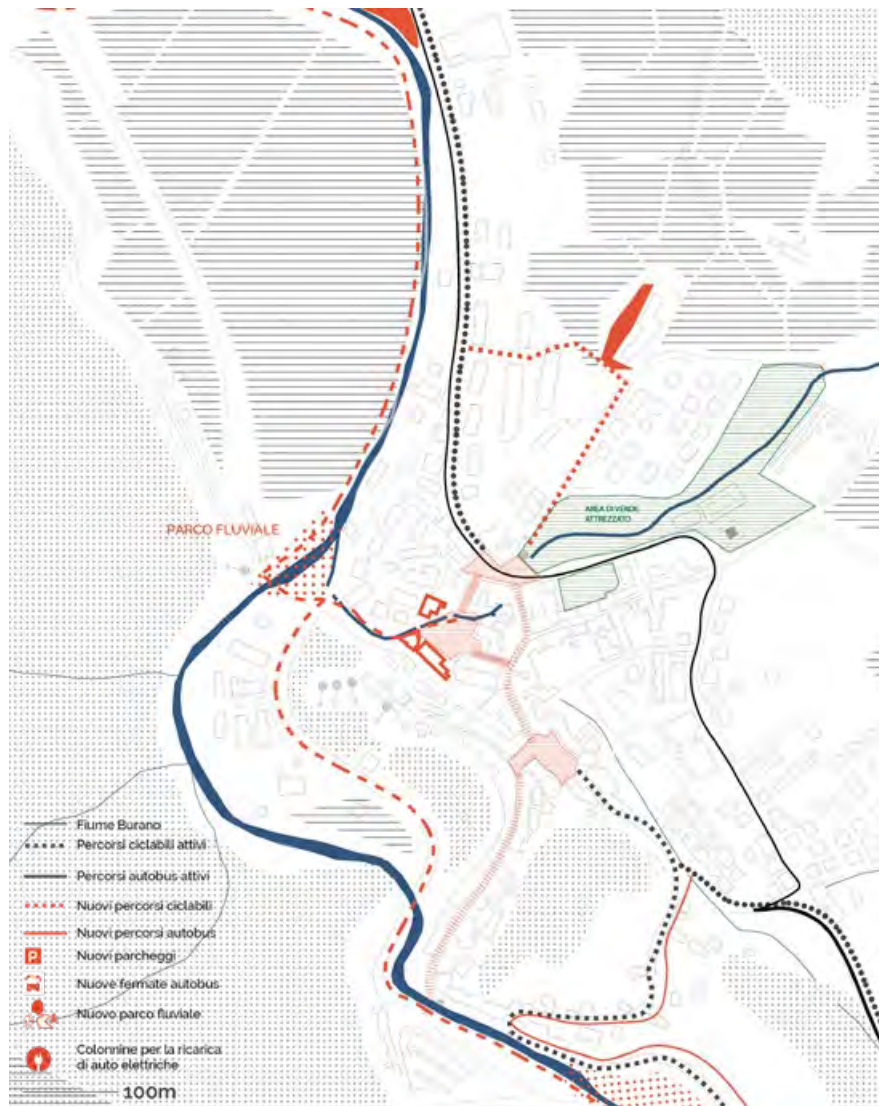 PARCO FLUVIALE
AREA DI VERDE
ATTREZZATO
Fiume Burano
Percorsi ciclabili attivi
Percorsi autobus attivi
Nuovi percorsi ciclabili
Nuovi percorsi autobus
P
Nuovi parcheggi
Nuove fermate autobus
Nuovo parco fluviale
Colonnine per la ricarica
di auto elettriche
100m